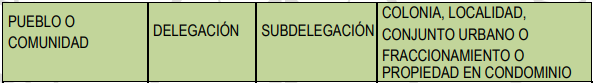 PUEBLO O
COMUNIDAD
DELEGACIÓN
SUBDELEGACIÓN
COLONIA, LOCALIDAD,
CONJUNTO URBANO O
FRACCIONAMIENTO O
PROPIEDAD EN CONDOMINIO